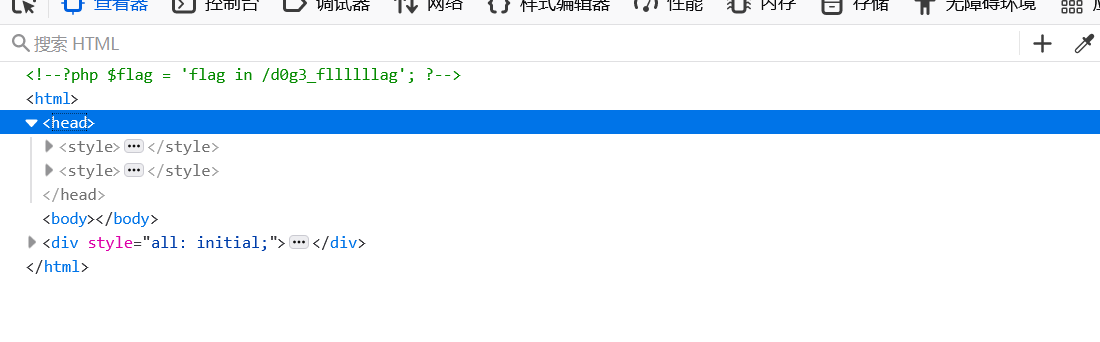 查看器 控制台 调试器 网络 样式编辑器 性能 内存 存储 无障碍环境
搜索 HTML
<!--?php $flag = 'flag in /d0g3_fllllllag'; ?-->
<html>
<head>
<style> ••• </style>
<style> ••• </style>
</head>
<body></body>
<div style="all: initial;"> ••• </div>
</html>